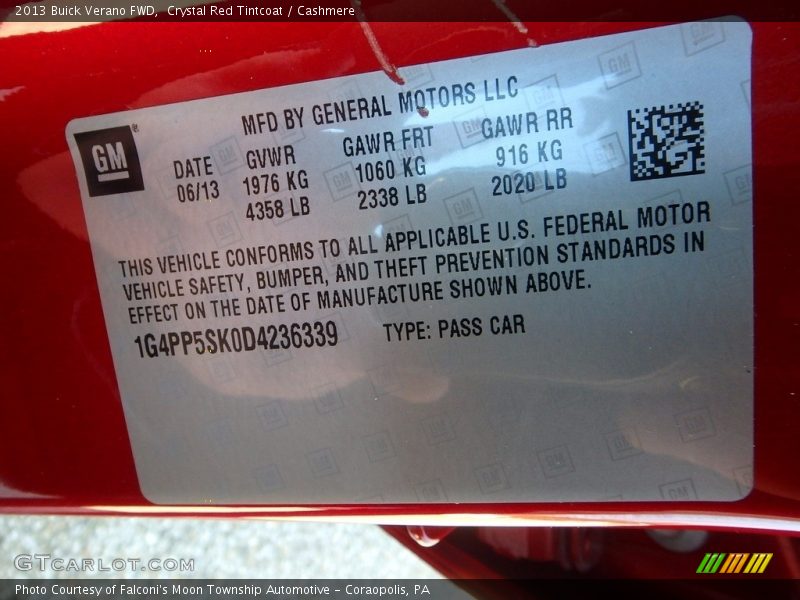 2013 Buick Verano FWD, Crystal Red Tintcoat / Cashmere
MFD BY GENERAL MOTORS LLC
GM
DATE GVWR GAWR FRT GAWR RR
06/13 1976 KG 1060 KG 916 KG
4358 LB 2338 LB 2020 LB
THIS VEHICLE CONFORMS TO ALL APPLICABLE U.S. FEDERAL MOTOR
VEHICLE SAFETY, BUMPER, AND THEFT PREVENTION STANDARDS IN
EFFECT ON THE DATE OF MANUFACTURE SHOWN ABOVE.
1G4PP5SK0D4236339 TYPE: PASS CAR
GTCARLOT.COM
Photo Courtesy of Falconi's Moon Township Automotive - Coraopolis, PA